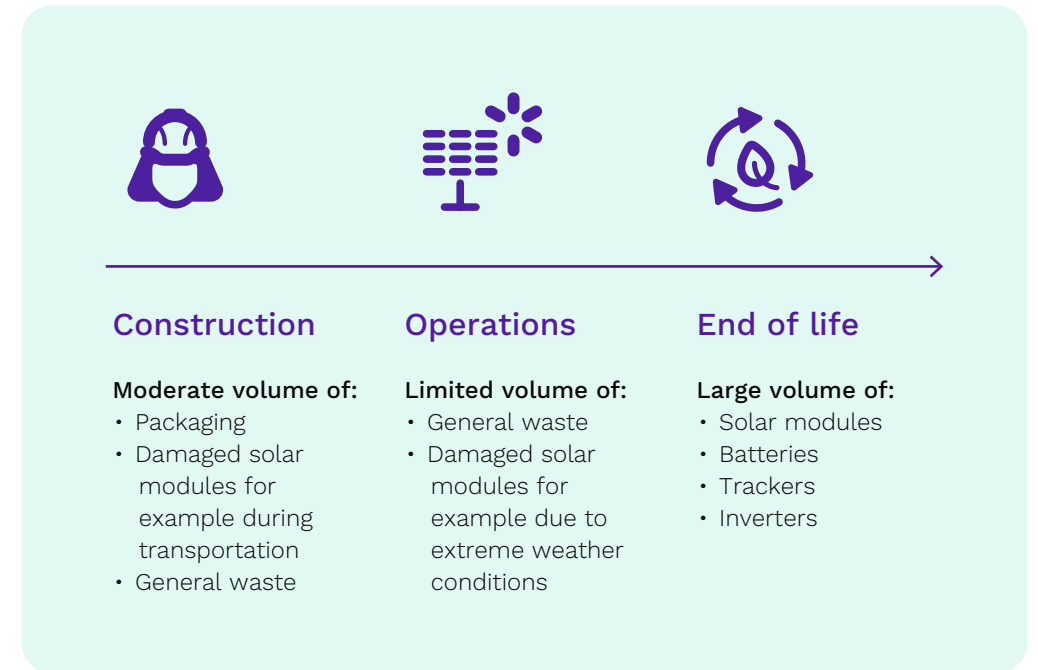 Construction
Moderate volume of:
• Packaging
• Damaged solar
modules for
example during
transportation
• General waste
Operations
Limited volume of:
• General waste
• Damaged solar
modules for
example due to
extreme weather
conditions
End of life
Large volume of:
• Solar modules
• Batteries
• Trackers
• Inverters